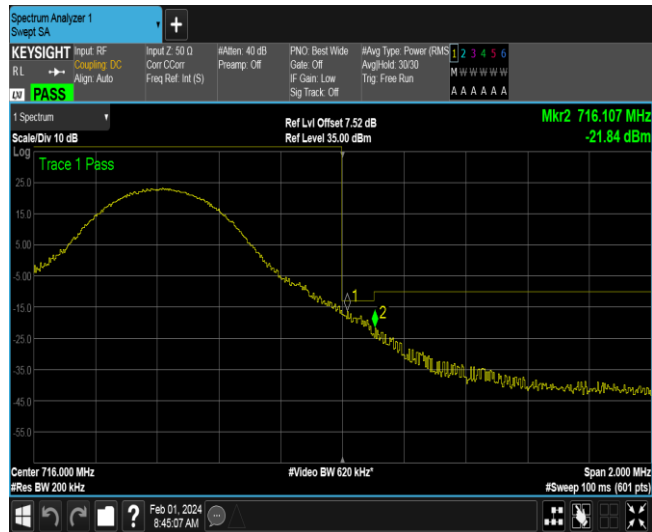 Spectrum Analyzer 1
Swept SA
+
KEYSIGHT
RL
LXI PASS
Input: RF
Coupling: DC
Align: Auto
Input Z: 50 Ω
Corr CCorr
Freq Ref: Int (S)
#Atten: 40 dB
Preamp: Off
PNO: Best Wide
Gate: Off
IF Gain: Low
Sig Track: Off
#Avg Type: Power (RMS
Avg|Hold: 30/30
Trig: Free Run
1 2 3 4 5 6
M W W W W W
A A A A A A
1 Spectrum
Scale/Div 10 dB
Ref Lvl Offset 7.52 dB
Ref Level 35.00 dBm
Mkr2 716.107 MHz
-21.84 dBm
Log
Trace 1 Pass
25.0
15.0
5.00
-5.00
1
-15.0
2
-25.0
-35.0
-45.0
-55.0
Center 716.000 MHz
#Res BW 200 kHz
#Video BW 620 kHz*
Span 2.000 MHz
#Sweep 100 ms (601 pts)
?
Feb 01, 2024
8:45:07 AM